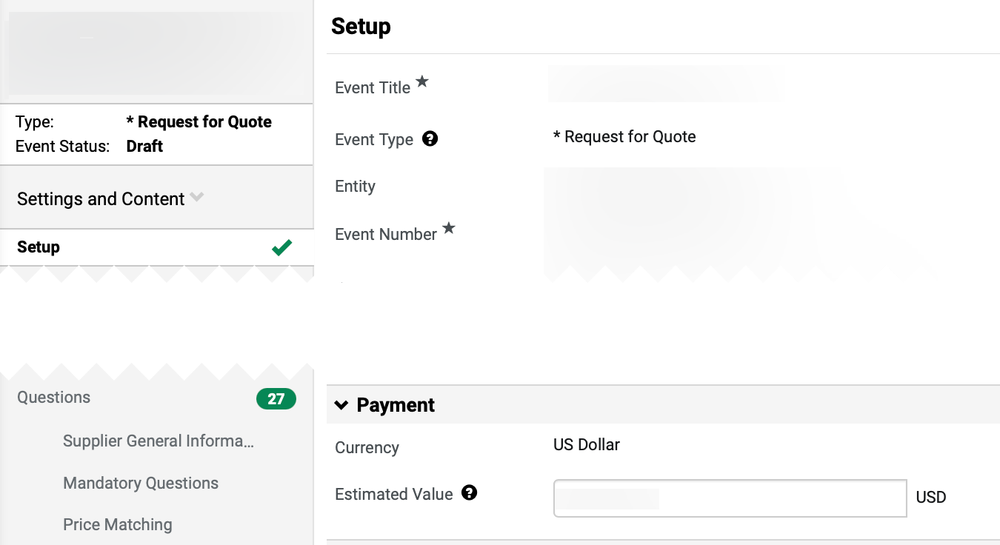 Type: * Request for Quote
Event Status: Draft
Settings and Content
Setup
Questions 27
Supplier General Informa...
Mandatory Questions
Price Matching
Setup
Event Title ★
Event Type ? * Request for Quote
Entity
Event Number ★
Payment
Currency US Dollar
Estimated Value ? USD